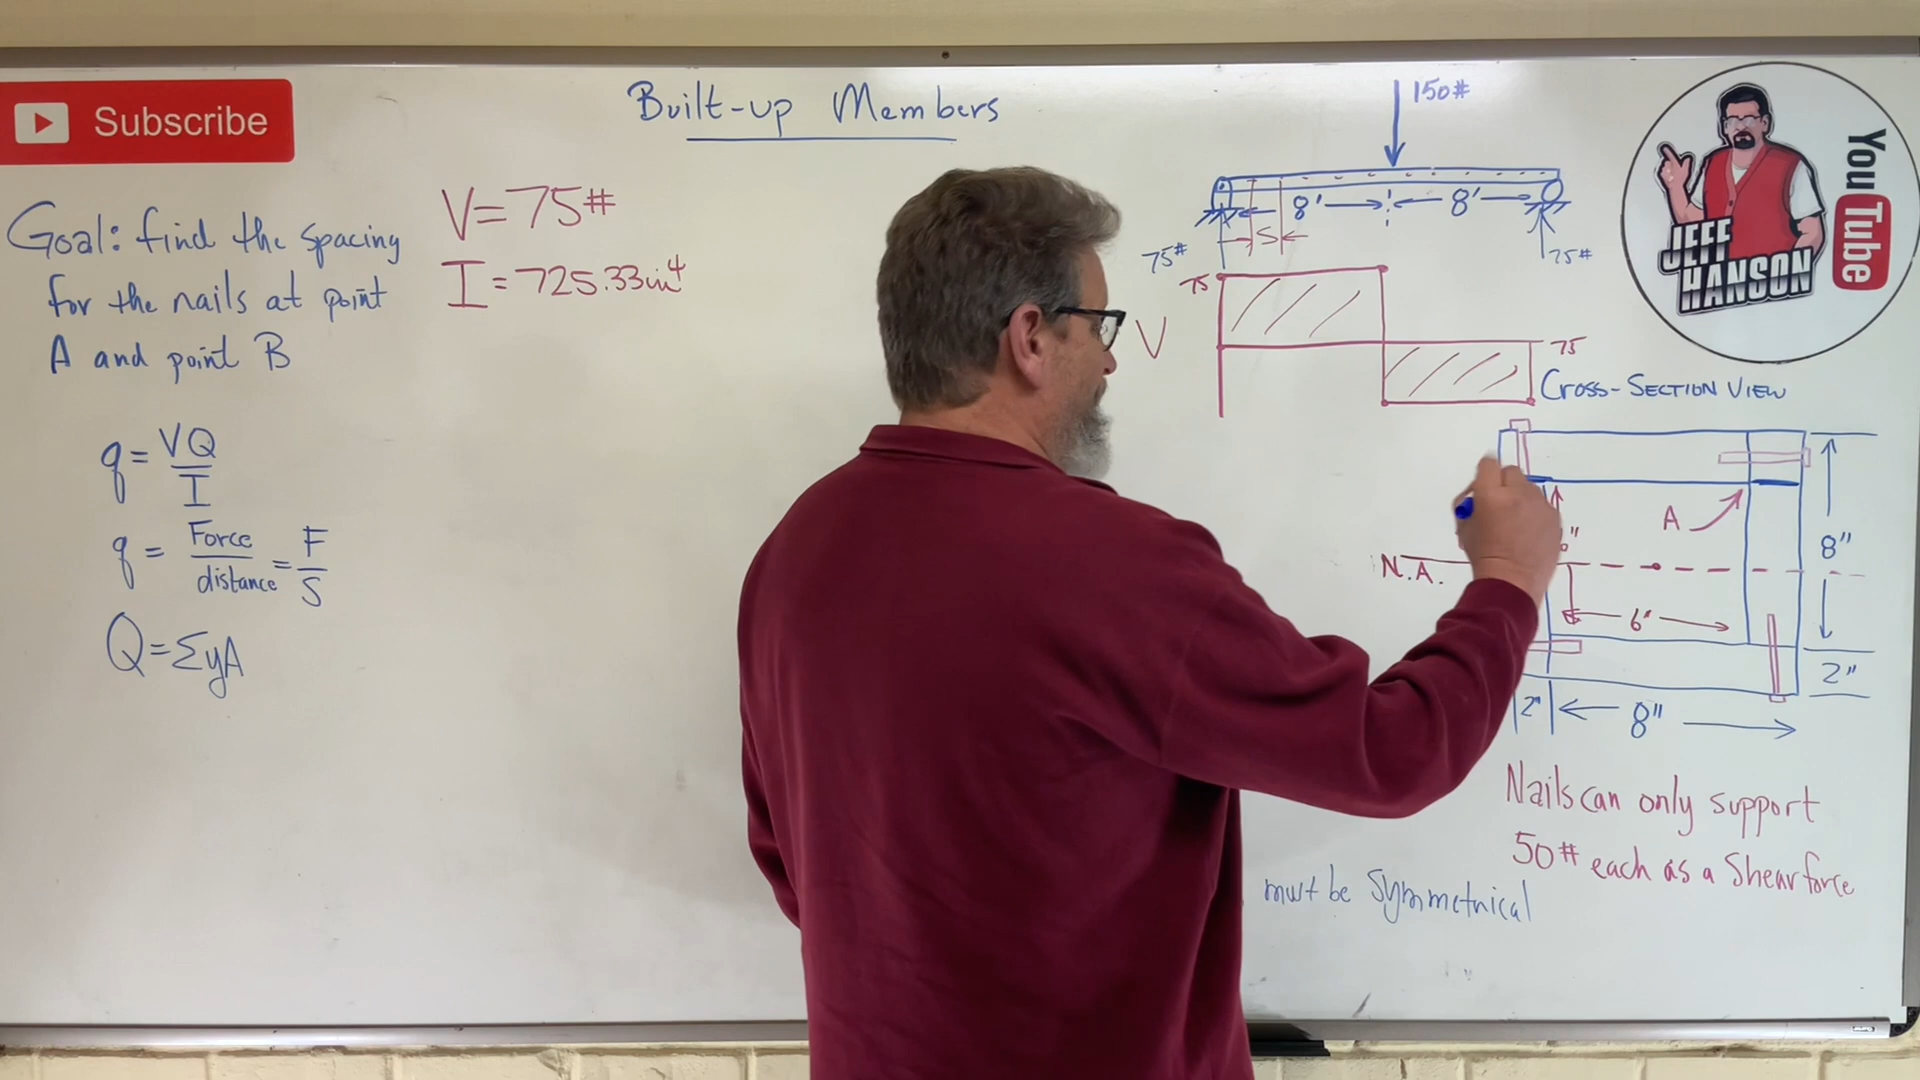 Subscribe
Built-up Members
Goal: find the spacing
for the nails at point
A and point B
V=75#
I=725.33in⁴
q=VQ/I
q=Force/distance=F/S
Q=ΣyA
150#
8'
8'
S
75#
75#
75
V
75
Cross-Section View
A
8"
N.A.
6"
2"
2"
8"
Nails can only support
50# each as a Shear force
must be Symmetrical
JEFF
HANSON
YouTube